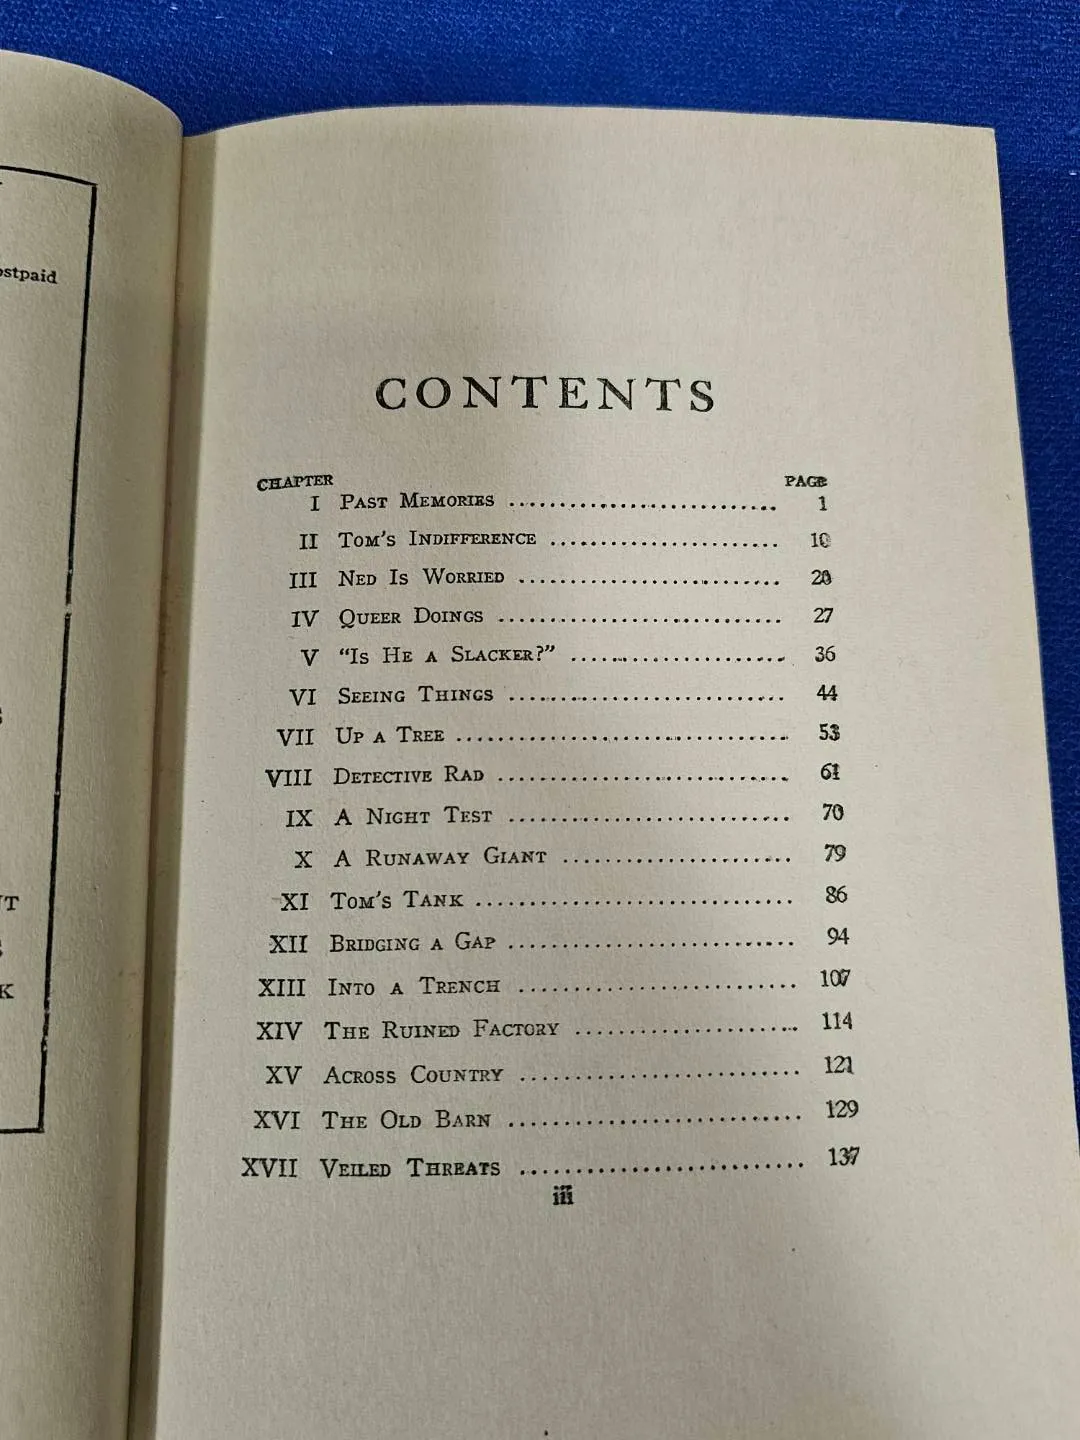 ostpaid
NT
K
CONTENTS
CHAPTER PAGE
I PAST MEMORIES .......................... 1
II TOM'S INDIFFERENCE ...................... 10
III NED IS WORRIED .......................... 20
IV QUEER DOINGS ............................ 27
V "IS HE A SLACKER?" ..................... 36
VI SEEING THINGS ........................... 44
VII UP A TREE ................................ 53
VIII DETECTIVE RAD ............................ 61
IX A NIGHT TEST ............................ 70
X A RUNAWAY GIANT ........................ 79
XI TOM'S TANK ............................... 86
XII BRIDGING A GAP ........................... 94
XIII INTO A TRENCH ........................... 107
XIV THE RUINED FACTORY ...................... 114
XV ACROSS COUNTRY ........................... 121
XVI THE OLD BARN ............................ 129
XVII VEILED THREATS .......................... 137
iii